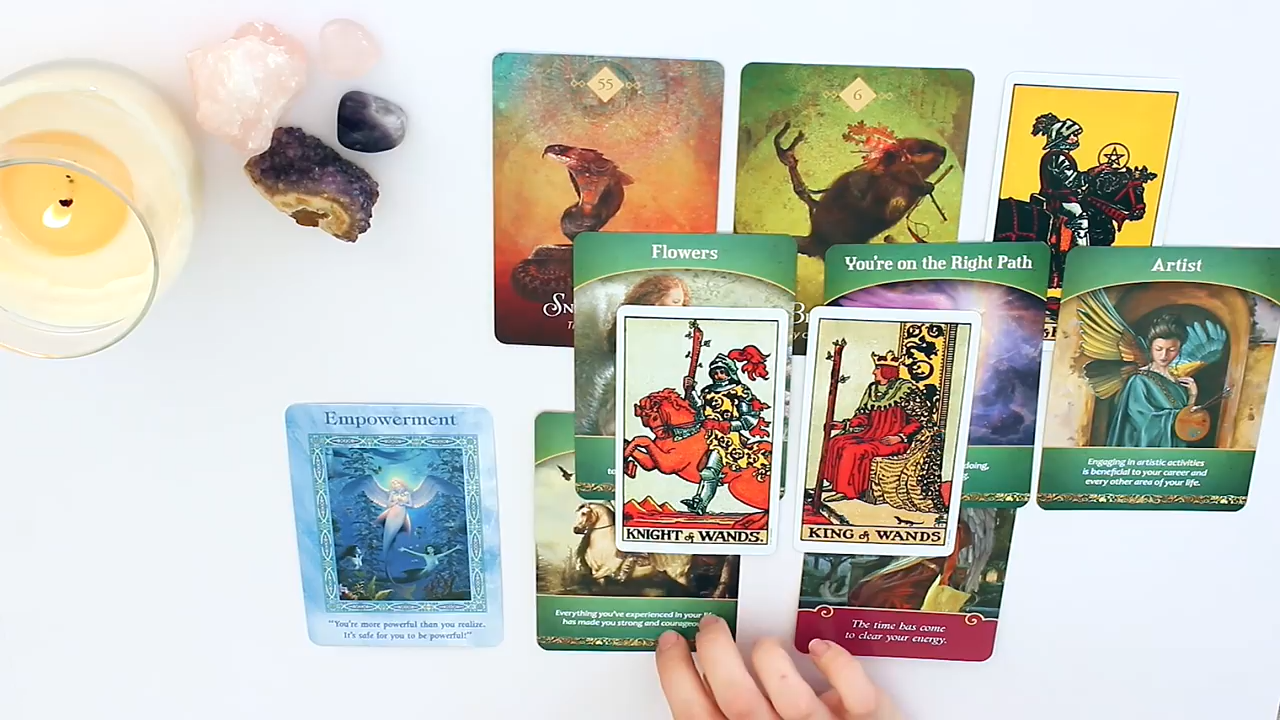 55
6
Flowers
You're on the Right Path
Artist
Engaging in artistic activities
is beneficial to your career and
every other area of your life.
doing,
KNIGHT of WANDS.
KING of WANDS
Empowerment
"You're more powerful than you realize.
It's safe for you to be powerful!"
Everything you've experienced in your
has made you strong and
The time has come
to clear your energy.